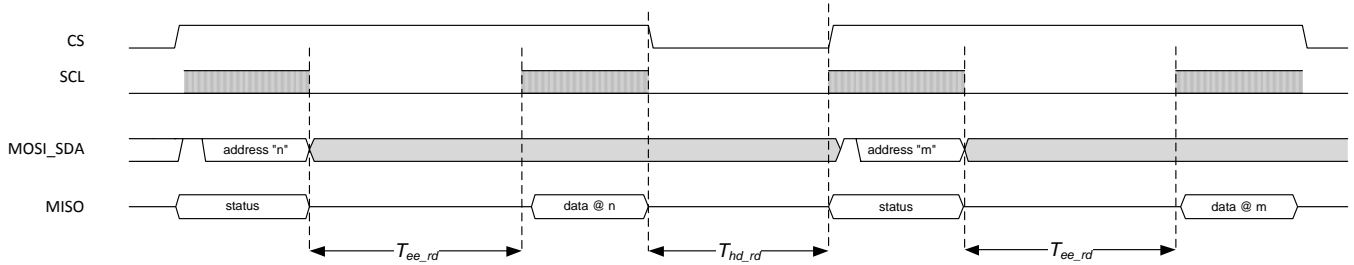 CS
SCL
MOSI_SDA address "n" address "m"
MISO status data @ n status data @ m
Tee_rd Thd_rd Tee_rd